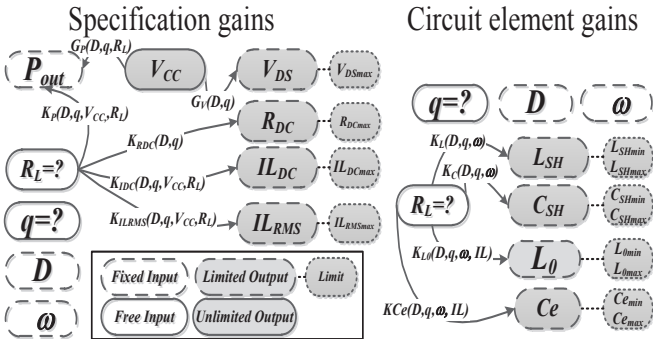 Specification gains
G_P(D,q,R_L)
P_out
V_CC
V_DS
V_DSmax
G_V(D,q)
K_P(D,q,V_CC,R_L)
K_RDC(D,q)
R_DC
R_DCmax
R_L=?
K_IDC(D,q,V_CC,R_L)
IL_DC
IL_DCmax
K_ILRMS(D,q,V_CC,R_L)
IL_RMS
IL_RMSmax
q=?
D
ω
Fixed Input
Limited Output
Limit
Free Input
Unlimited Output
Circuit element gains
q=?
D
ω
K_L(D,q,ω)
K_C(D,q,ω)
L_SH
L_SHmin
L_SHmax
R_L=?
C_SH
C_SHmin
C_SHmax
K_L0(D,q,ω, IL)
L_0
L_0min
L_0max
KCe(D,q,ω, IL)
Ce
Ce_min
Ce_max